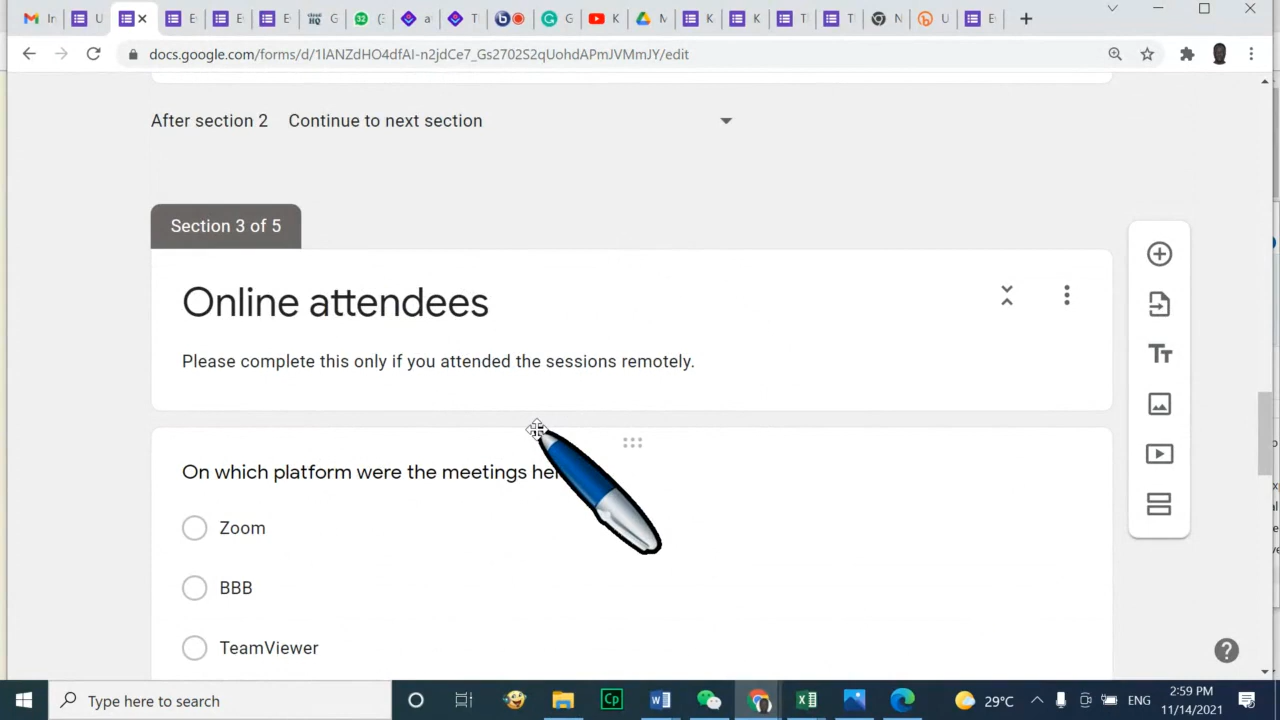 docs.google.com/forms/d/1lANZdHO4dfAI-n2jdCe7_Gs2702S2qUohdAPmJVMmJY/edit
After section 2 Continue to next section
Section 3 of 5
Online attendees
Please complete this only if you attended the sessions remotely.
On which platform were the meetings
Zoom
BBB
TeamViewer
Type here to search
29°C
ENG
2:59 PM
11/14/2021